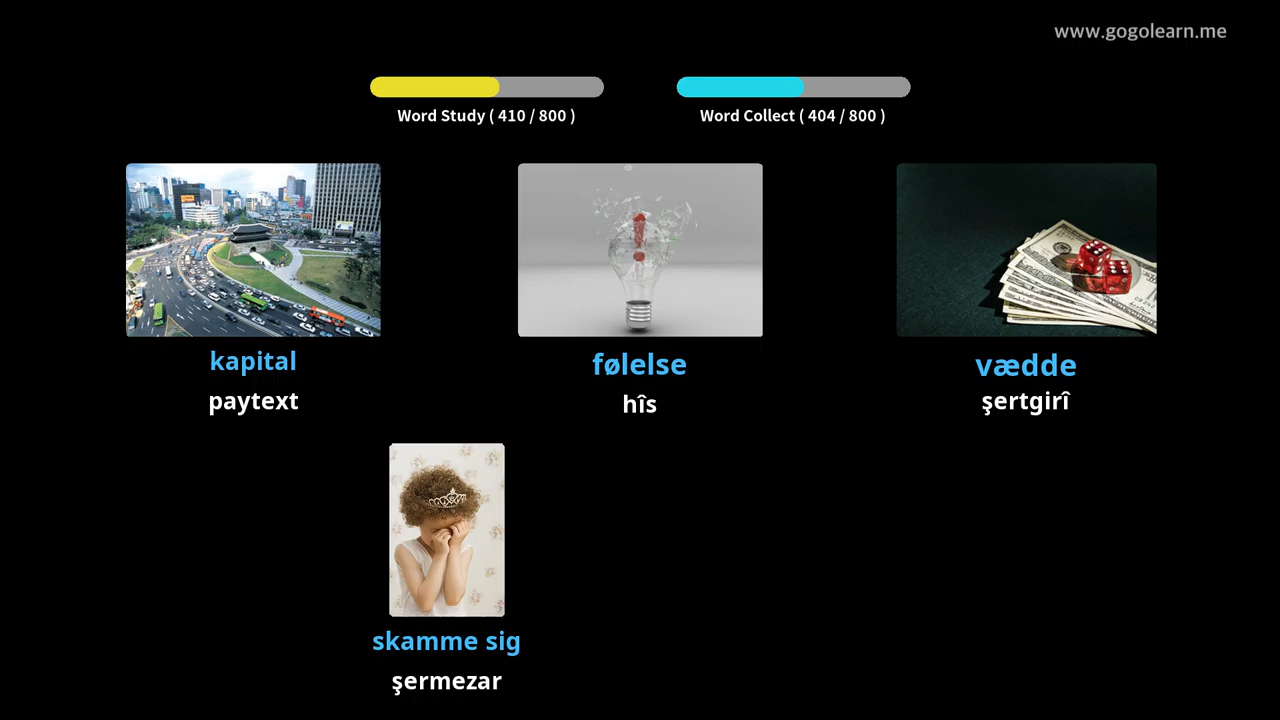 www.gogolearn.me
Word Study ( 410 / 800 )
Word Collect ( 404 / 800 )
kapital
følelse
vædde
paytext
hîs
şertgirî
skamme sig
şermezar